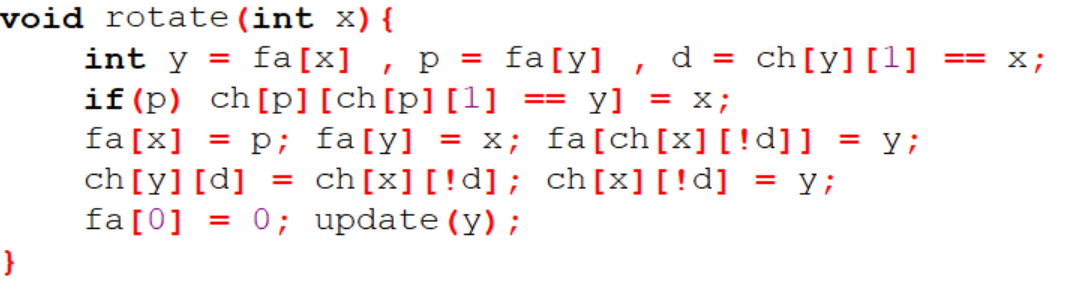 void rotate(int x){
    int y = fa[x] , p = fa[y] , d = ch[y][1] == x;
    if(p) ch[p][ch[p][1] == y] = x;
    fa[x] = p; fa[y] = x; fa[ch[x][!d]] = y;
    ch[y][d] = ch[x][!d]; ch[x][!d] = y;
    fa[0] = 0; update(y);
}